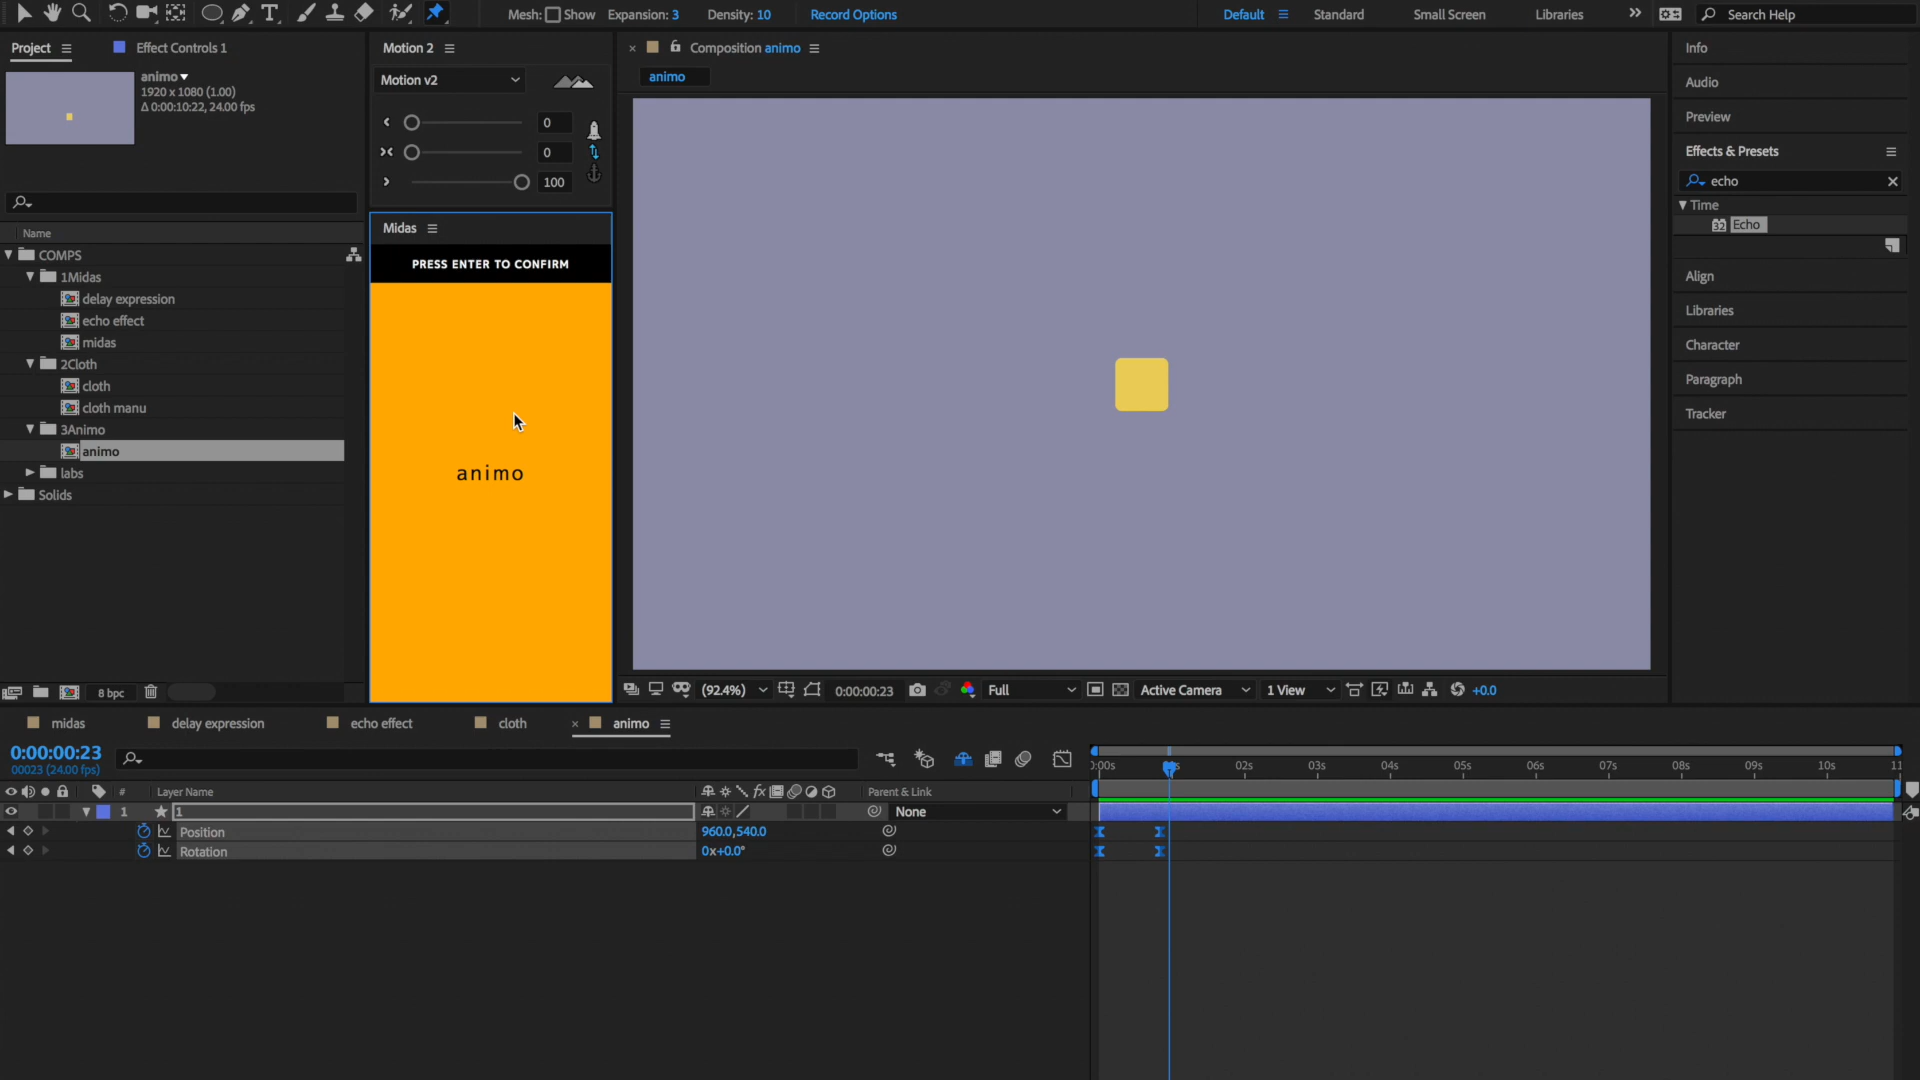 Mesh: Show Expansion: 3 Density: 10 Record Options Default Standard Small Screen Libraries Search Help
Project Effect Controls 1
animo
1920 x 1080 (1.00)
Δ 0:00:10:22, 24.00 fps
Name
COMPS
1Midas
delay expression
echo effect
midas
2Cloth
cloth
cloth manu
3Animo
animo
labs
Solids
8 bpc
Motion 2
Motion v2
0
0
100
Midas
PRESS ENTER TO CONFIRM
animo
Composition animo
animo
(92.4%) 0:00:00:23 Full Active Camera 1 View +0.0
Info
Audio
Preview
Effects & Presets
echo
Time
32 Echo
Align
Libraries
Character
Paragraph
Tracker
midas delay expression echo effect cloth animo
0:00:00:23
00023 (24.00 fps)
# Layer Name fx Parent & Link
1 1 None
Position 960.0,540.0
Rotation 0x+0.0°
):00s 02s 03s 04s 05s 06s 07s 08s 09s 10s 11